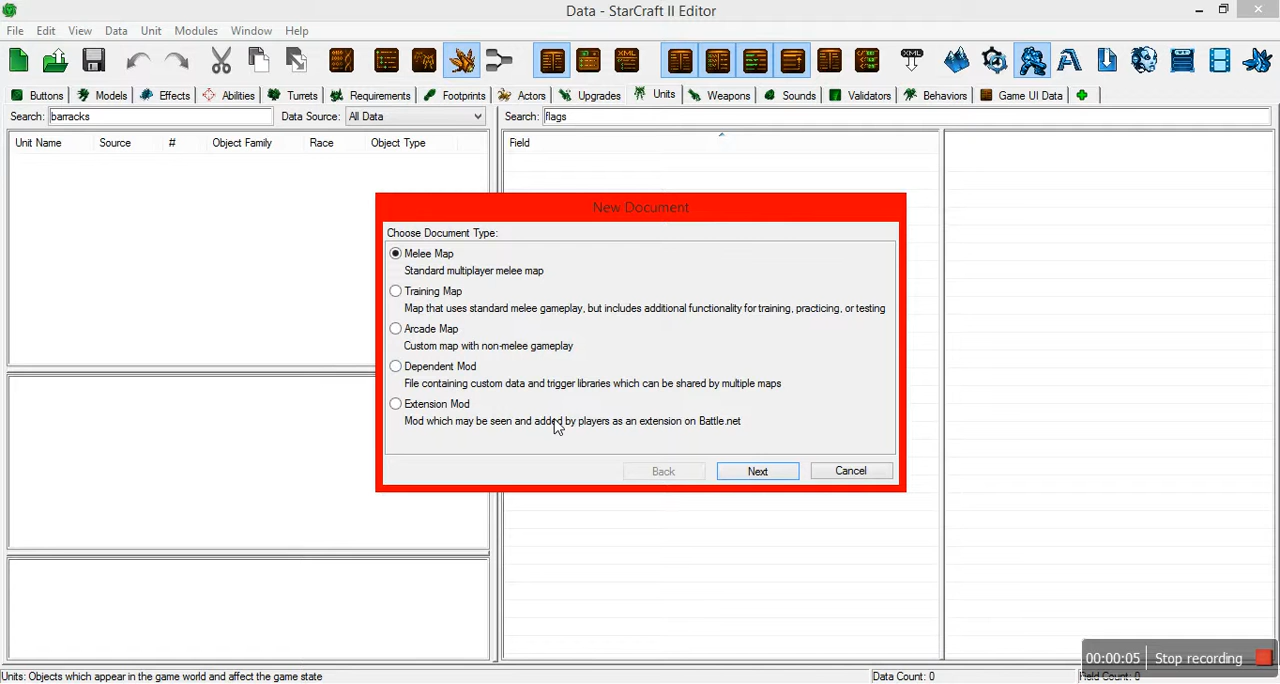 Data - StarCraft II Editor
File Edit View Data Unit Modules Window Help
Buttons Models Effects Abilities Turrets Requirements Footprints Actors Upgrades Units Weapons Sounds Validators Behaviors Game UI Data
Search: barracks Data Source: All Data Search: flags
Unit Name Source # Object Family Race Object Type Field
New Document
Choose Document Type:
Melee Map
Standard multiplayer melee map
Training Map
Map that uses standard melee gameplay, but includes additional functionality for training, practicing, or testing
Arcade Map
Custom map with non-melee gameplay
Dependent Mod
File containing custom data and trigger libraries which can be shared by multiple maps
Extension Mod
Mod which may be seen and added by players as an extension on Battle.net
Back Next Cancel
00:00:05 Stop recording
Units: Objects which appear in the game world and affect the game state Data Count: 0 Field Count: 0